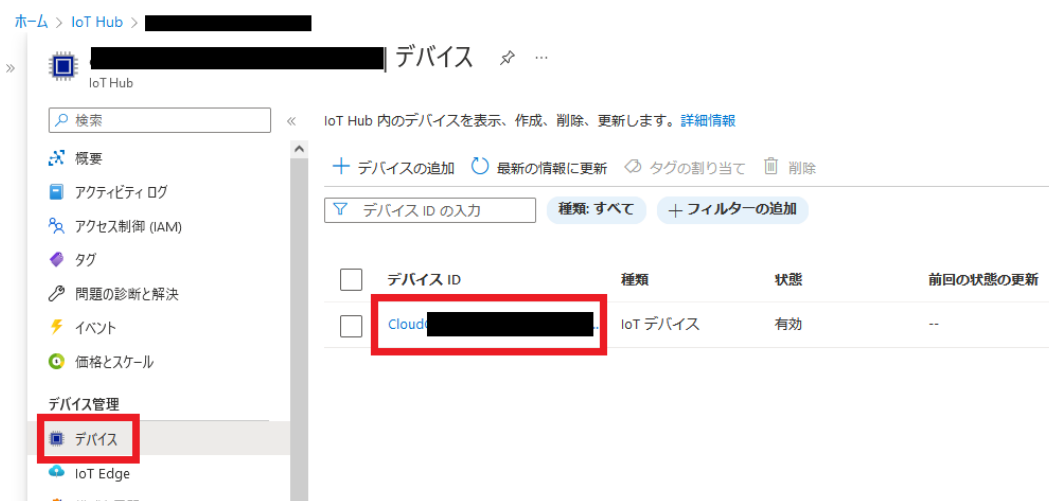 ホーム > IoT Hub >
デバイス
IoT Hub
検索
概要
アクティビティ ログ
アクセス制御 (IAM)
タグ
問題の診断と解決
イベント
価格とスケール
デバイス管理
デバイス
IoT Edge
IoT Hub 内のデバイスを表示、作成、削除、更新します。詳細情報
デバイスの追加 最新の情報に更新 タグの割り当て 削除
デバイス ID の入力 種類: すべて フィルターの追加
デバイス ID 種類 状態 前回の状態の更新
Cloud ... IoT デバイス 有効 --